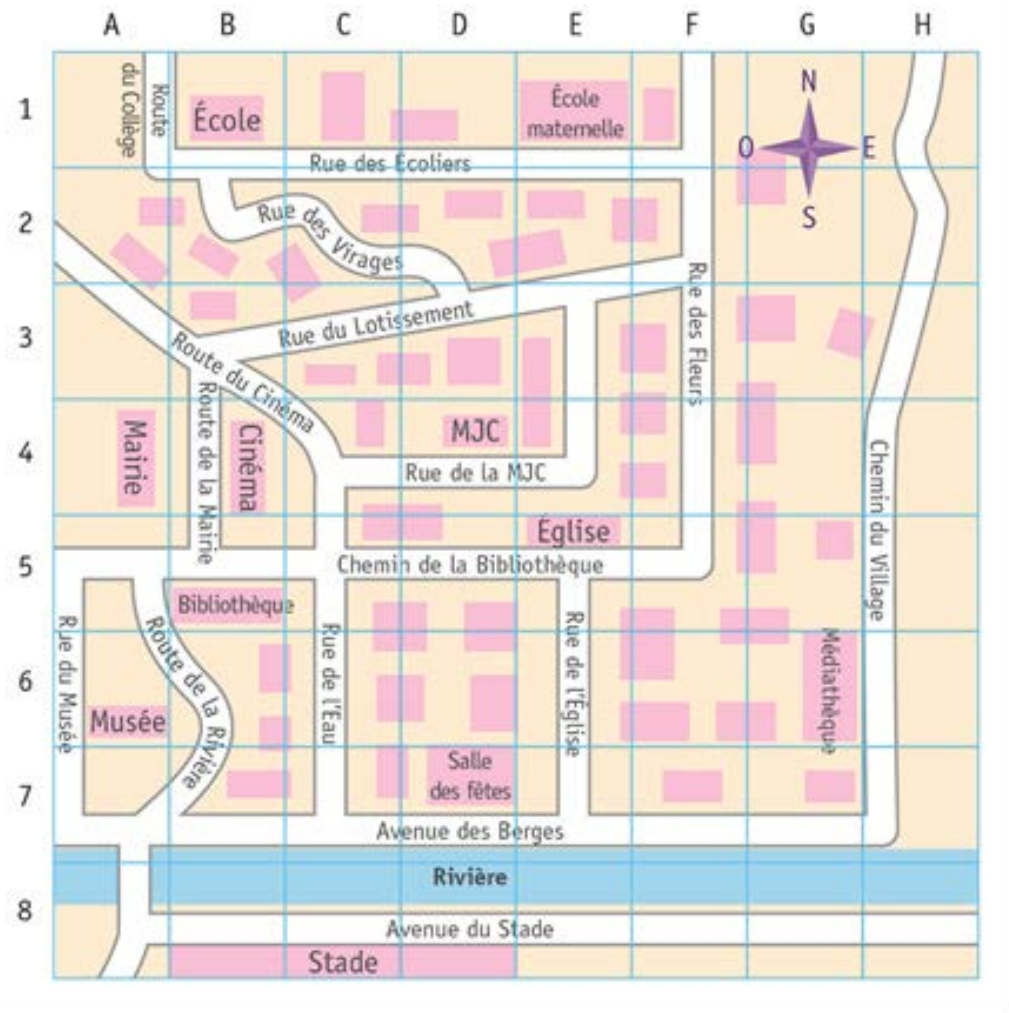 A B C D E F G H
1
Route
du Collège
École
École
maternelle
N
O
E
S
Rue des Écoliers
2
Rue des Virages
3
Rue du Lotissement
Rue des Fleurs
Route du Cinéma
4
Mairie
Route de la Mairie
Cinéma
MJC
Rue de la MJC
Chemin du Village
5
Église
Chemin de la Bibliothèque
Bibliothèque
6
Rue du Musée
Route de la Rivière
Musée
Rue de l'Eau
Rue de l'Église
Médiathèque
7
Salle
des fêtes
Avenue des Berges
Rivière
8
Avenue du Stade
Stade